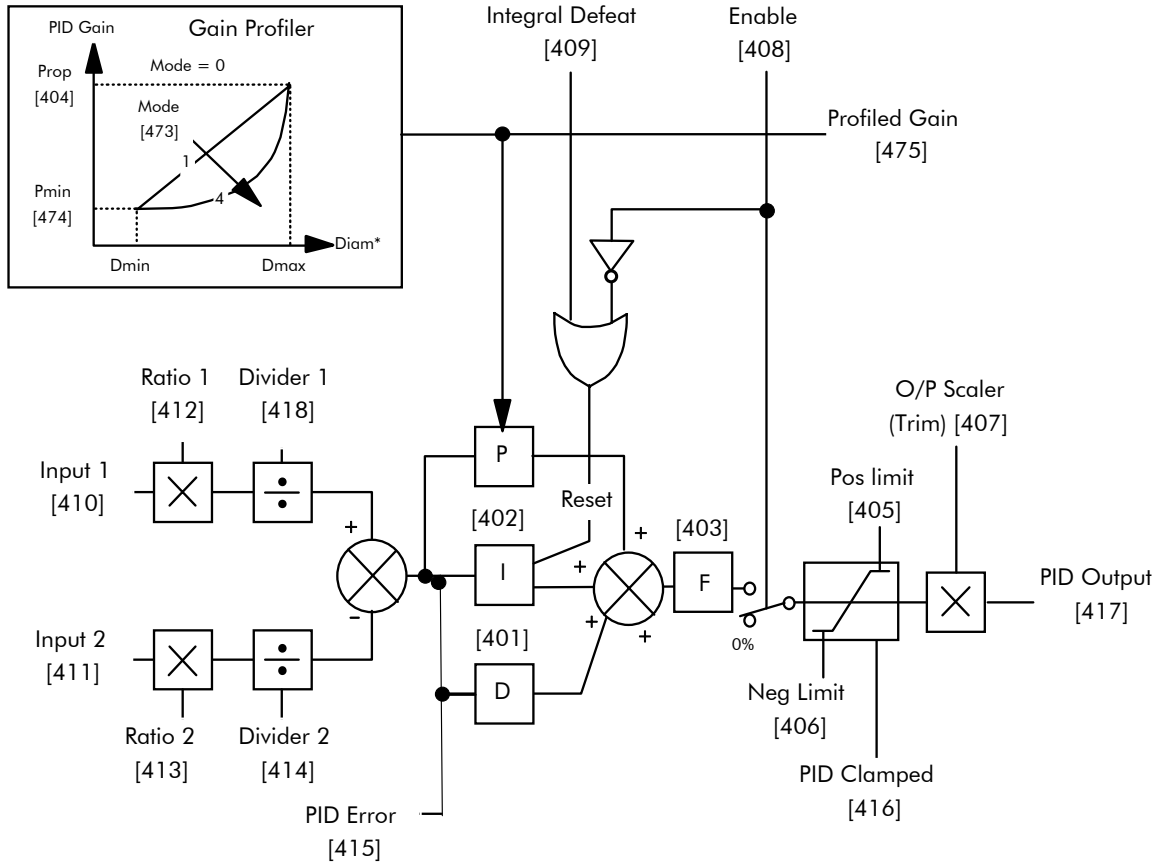 PID Gain
Gain Profiler
Mode = 0
Prop
[404]
Mode
[473]
1
4
Pmin
[474]
Diam*
Dmin
Dmax
Integral Defeat
[409]
Enable
[408]
Profiled Gain
[475]
Ratio 1
[412]
Divider 1
[418]
Input 1
[410]
+
-
Input 2
[411]
Ratio 2
[413]
Divider 2
[414]
PID Error
[415]
P
Reset
[402]
I
[401]
D
+
+
+
+
[403]
F
0%
O/P Scaler
(Trim) [407]
Pos limit
[405]
Neg Limit
[406]
PID Clamped
[416]
PID Output
[417]